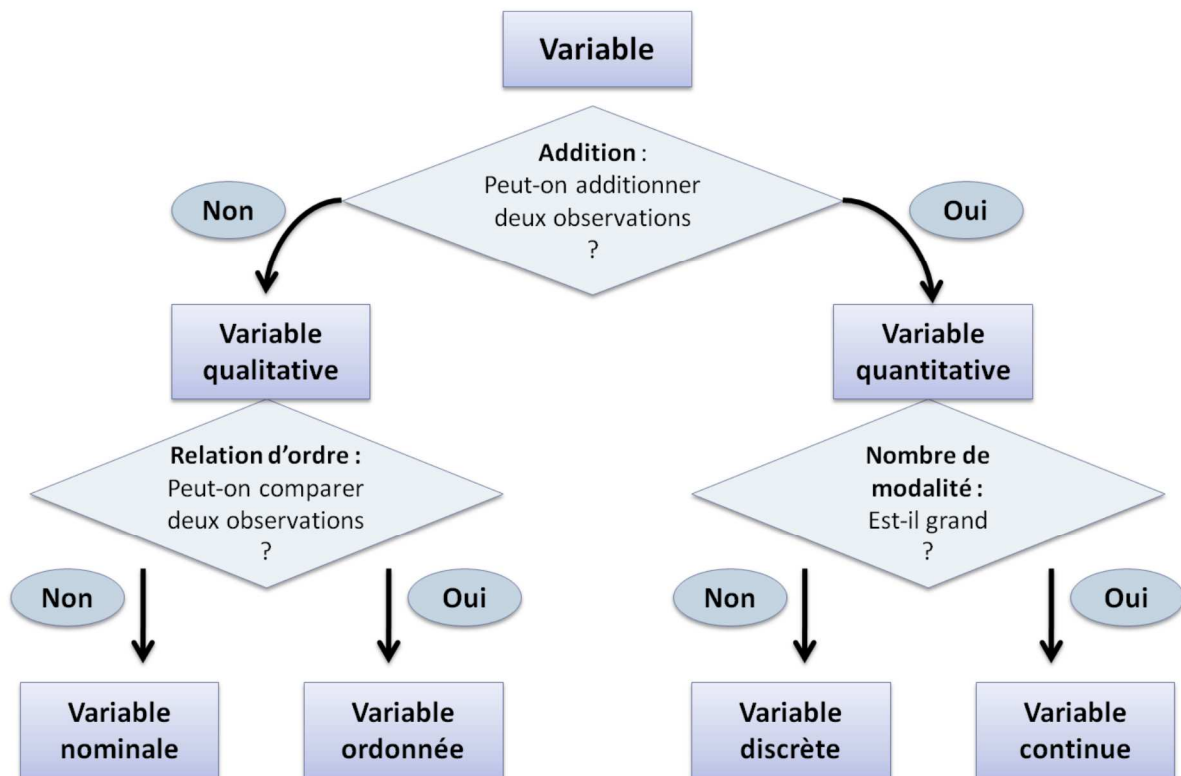 Variable
Addition :
Peut-on additionner
deux observations
?
Non
Oui
Variable
qualitative
Variable
quantitative
Relation d’ordre :
Peut-on comparer
deux observations
?
Nombre de
modalité :
Est-il grand
?
Non
Oui
Non
Oui
Variable
nominale
Variable
ordonnée
Variable
discrète
Variable
continue